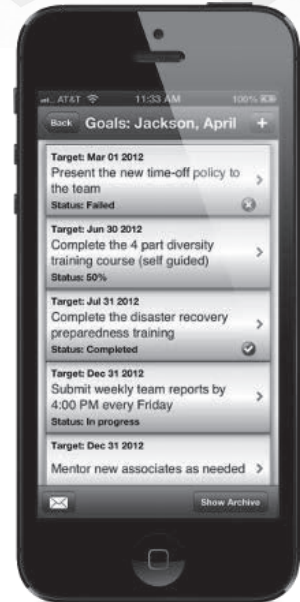 AT&T 11:33 AM 100%
Back Goals: Jackson, April +
Target: Mar 01 2012
Present the new time-off policy to
the team
Status: Failed
Target: Jun 30 2012
Complete the 4 part diversity
training course (self guided)
Status: 50%
Target: Jul 31 2012
Complete the disaster recovery
preparedness training
Status: Completed
Target: Dec 31 2012
Submit weekly team reports by
4:00 PM every Friday
Status: In progress
Target: Dec 31 2012
Mentor new associates as needed
Show Archive